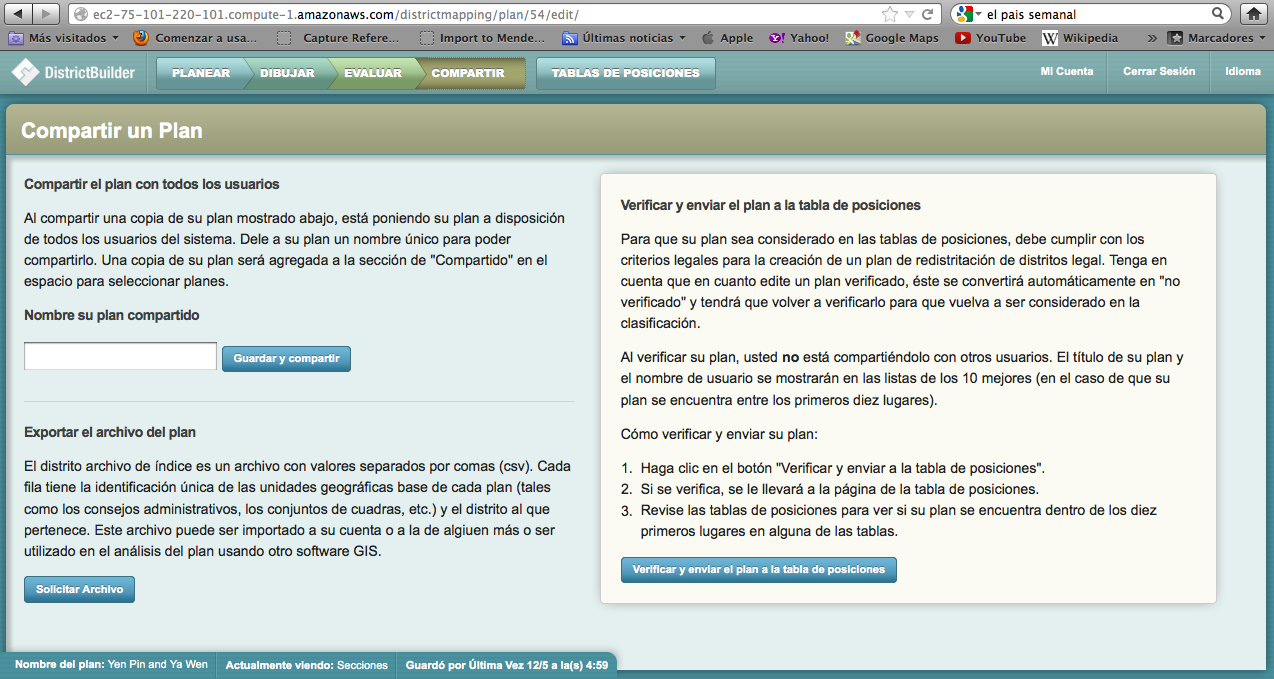 ec2-75-101-220-101.compute-1.amazonaws.com/districtmapping/plan/54/edit/
el pais semanal
Más visitados
Comenzar a usa...
Capture Refere...
Import to Mende...
Últimas noticias
Apple
Yahoo!
Google Maps
YouTube
Wikipedia
»
Marcadores
DistrictBuilder
PLANEAR
DIBUJAR
EVALUAR
COMPARTIR
TABLAS DE POSICIONES
Mi Cuenta
Cerrar Sesión
Idioma
Compartir un Plan
Compartir el plan con todos los usuarios
Al compartir una copia de su plan mostrado abajo, está poniendo su plan a disposición
de todos los usuarios del sistema. Dele a su plan un nombre único para poder
compartirlo. Una copia de su plan será agregada a la sección de "Compartido" en el
espacio para seleccionar planes.
Nombre su plan compartido
Guardar y compartir
Exportar el archivo del plan
El distrito archivo de índice es un archivo con valores separados por comas (csv). Cada
fila tiene la identificación única de las unidades geográficas base de cada plan (tales
como los consejos administrativos, los conjuntos de cuadras, etc.) y el distrito al que
pertenece. Este archivo puede ser importado a su cuenta o a la de algiuen más o ser
utilizado en el análisis del plan usando otro software GIS.
Solicitar Archivo
Verificar y enviar el plan a la tabla de posiciones
Para que su plan sea considerado en las tablas de posiciones, debe cumplir con los
criterios legales para la creación de un plan de redistritación de distritos legal. Tenga en
cuenta que en cuanto edite un plan verificado, éste se convertirá automáticamente en "no
verificado" y tendrá que volver a verificarlo para que vuelva a ser considerado en la
clasificación.
Al verificar su plan, usted no está compartiéndolo con otros usuarios. El título de su plan y
el nombre de usuario se mostrarán en las listas de los 10 mejores (en el caso de que su
plan se encuentra entre los primeros diez lugares).
Cómo verificar y enviar su plan:
1. Haga clic en el botón "Verificar y enviar a la tabla de posiciones".
2. Si se verifica, se le llevará a la página de la tabla de posiciones.
3. Revise las tablas de posiciones para ver si su plan se encuentra dentro de los diez
primeros lugares en alguna de las tablas.
Verificar y enviar el plan a la tabla de posiciones
Nombre del plan: Yen Pin and Ya Wen
Actualmente viendo: Secciones
Guardó por Última Vez 12/5 a la(s) 4:59